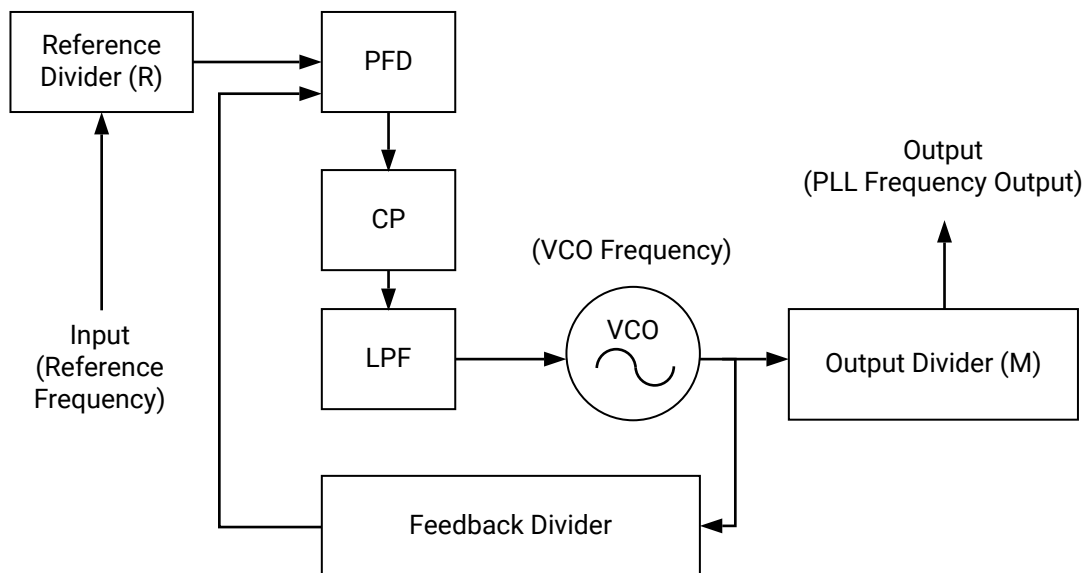 Reference
Divider (R)
PFD
CP
LPF
Input
(Reference
Frequency)
(VCO Frequency)
VCO
Output
(PLL Frequency Output)
Output Divider (M)
Feedback Divider